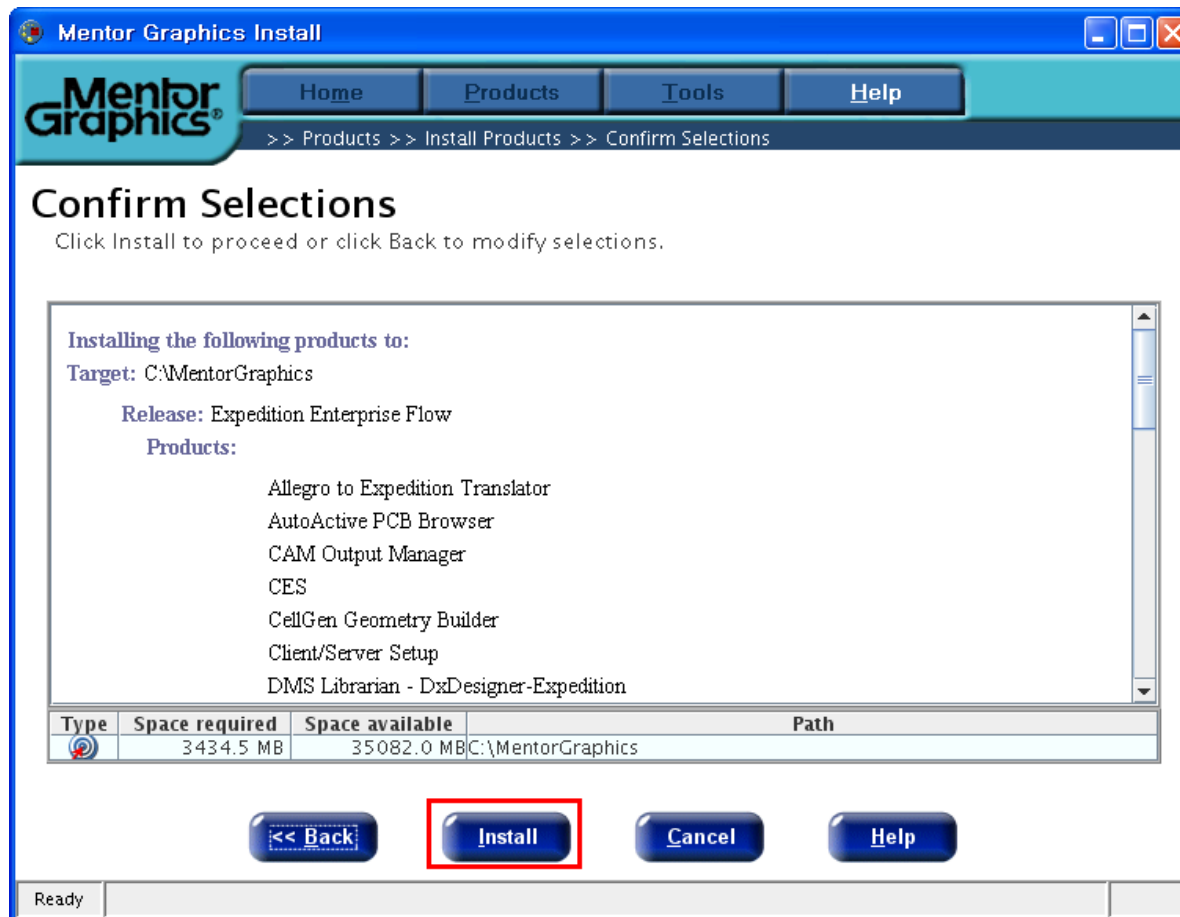 Mentor Graphics Install
Mentor Graphics®
Home Products Tools Help
>> Products >> Install Products >> Confirm Selections
Confirm Selections
Click Install to proceed or click Back to modify selections.
Installing the following products to:
Target: C:\MentorGraphics
Release: Expedition Enterprise Flow
Products:
Allegro to Expedition Translator
AutoActive PCB Browser
CAM Output Manager
CES
CellGen Geometry Builder
Client/Server Setup
DMS Librarian - DxDesigner-Expedition
Type Space required Space available Path
3434.5 MB 35082.0 MB C:\MentorGraphics
<< Back Install Cancel Help
Ready